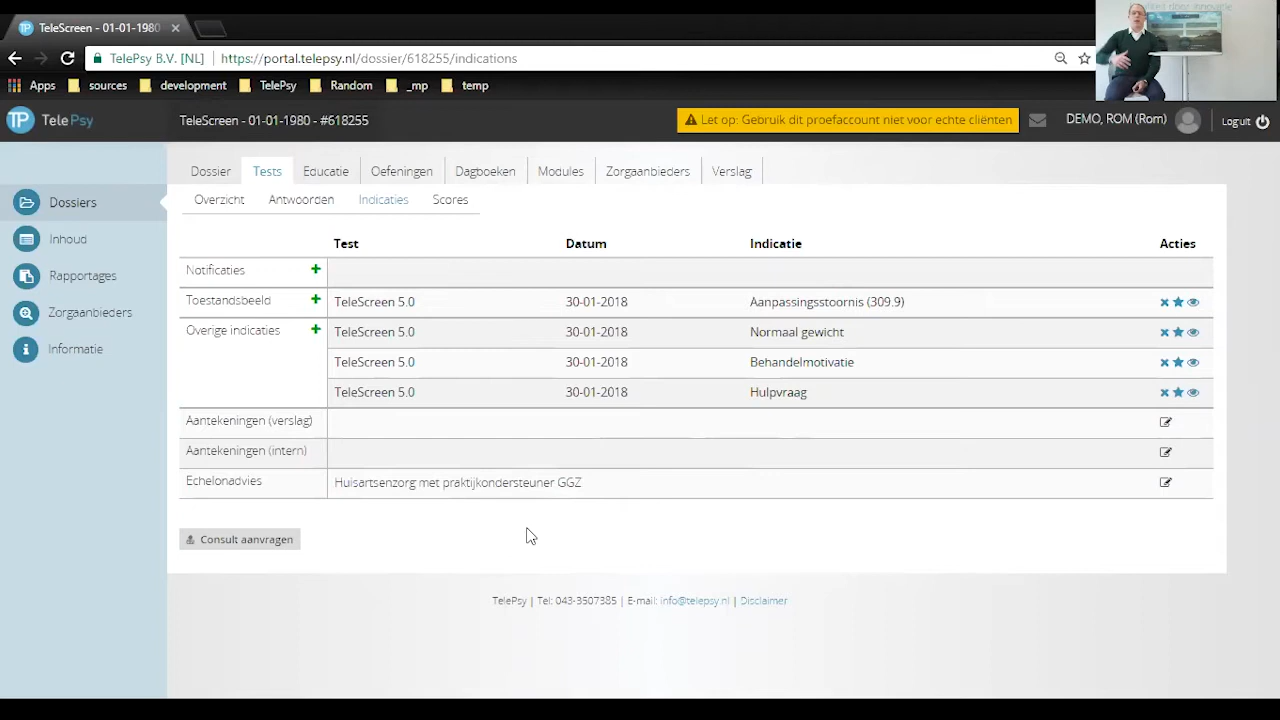 TeleScreen - 01-01-1980
TelePsy B.V. [NL] https://portal.telepsy.nl/dossier/618255/indications
Apps sources development TelePsy Random _mp temp
TP TelePsy TeleScreen - 01-01-1980 - #618255 Let op: Gebruik dit proefaccount niet voor echte cliënten DEMO, ROM (Rom) Log uit
Dossier Tests Educatie Oefeningen Dagboeken Modules Zorgaanbieders Verslag
Overzicht Antwoorden Indicaties Scores
Dossiers
Inhoud
Rapportages
Zorgaanbieders
Informatie
Test Datum Indicatie Acties
Notificaties
Toestandsbeeld TeleScreen 5.0 30-01-2018 Aanpassingsstoornis (309.9)
Overige indicaties TeleScreen 5.0 30-01-2018 Normaal gewicht
TeleScreen 5.0 30-01-2018 Behandelmotivatie
TeleScreen 5.0 30-01-2018 Hulpvraag
Aantekeningen (verslag)
Aantekeningen (intern)
Echelonadvies Huisartsenzorg met praktijkondersteuner GGZ
Consult aanvragen
TelePsy | Tel: 043-3507385 | E-mail: info@telepsy.nl | Disclaimer